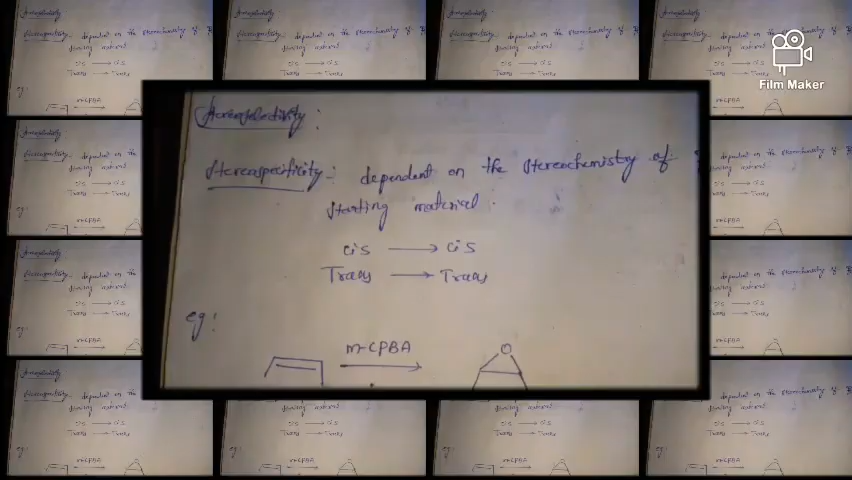 Stereoselectivity :
Stereospecificity :- dependent on the stereochemistry of
starting material.
cis → cis
Trans → Trans
eg :
m-CPBA
O
Film Maker